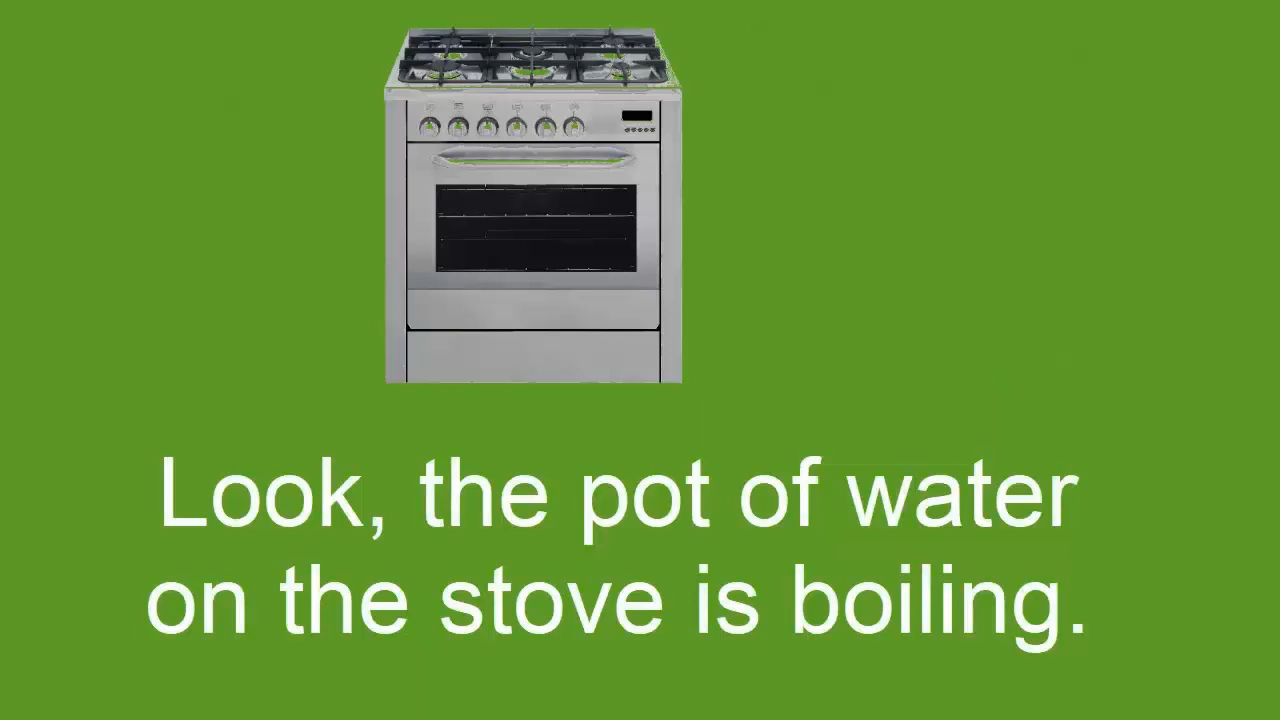 Look, the pot of water
on the stove is boiling.